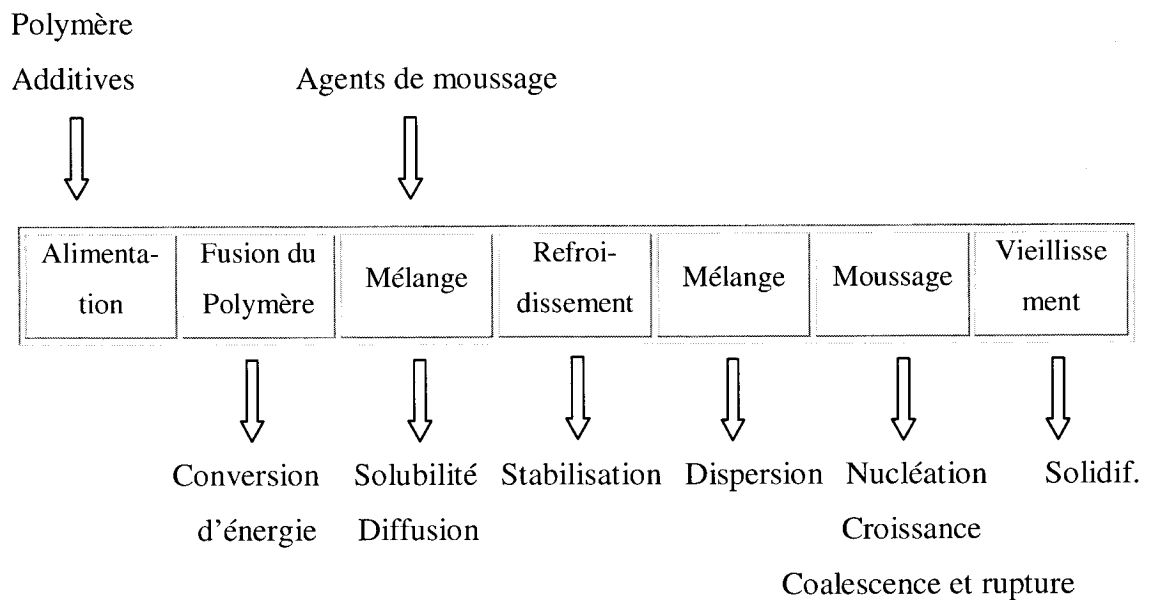 Polymère
Additives
Agents de moussage
Alimenta-
tion
Fusion du
Polymère
Mélange
Refroi-
dissement
Mélange
Moussage
Vieillisse
ment
Conversion
d'énergie
Solubilité
Diffusion
Stabilisation
Dispersion
Nucléation
Croissance
Coalescence et rupture
Solidif.